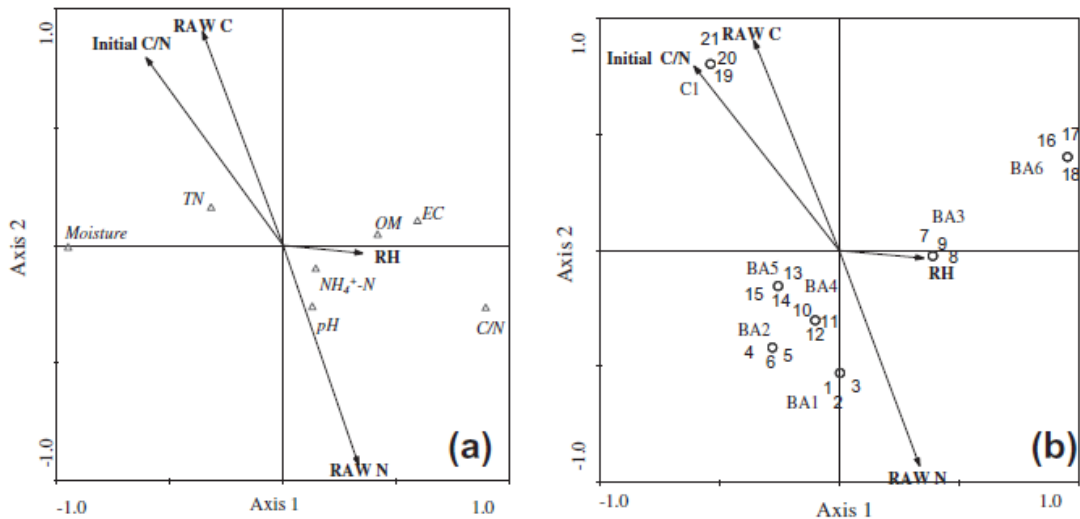 1.0
RAW C
Initial C/N
TN
Moisture
OM
EC
RH
NH4+-N
pH
C/N
Axis 2
-1.0
RAW N
(a)
-1.0
Axis 1
1.0
1.0
21
RAW C
20
Initial C/N
19
C1
16
17
BA6
18
BA3
7
9
8
RH
BA5
13
15
14
BA4
10
11
12
BA2
4
5
6
1
3
BA1
2
Axis 2
-1.0
RAW N
(b)
-1.0
Axis 1
1.0